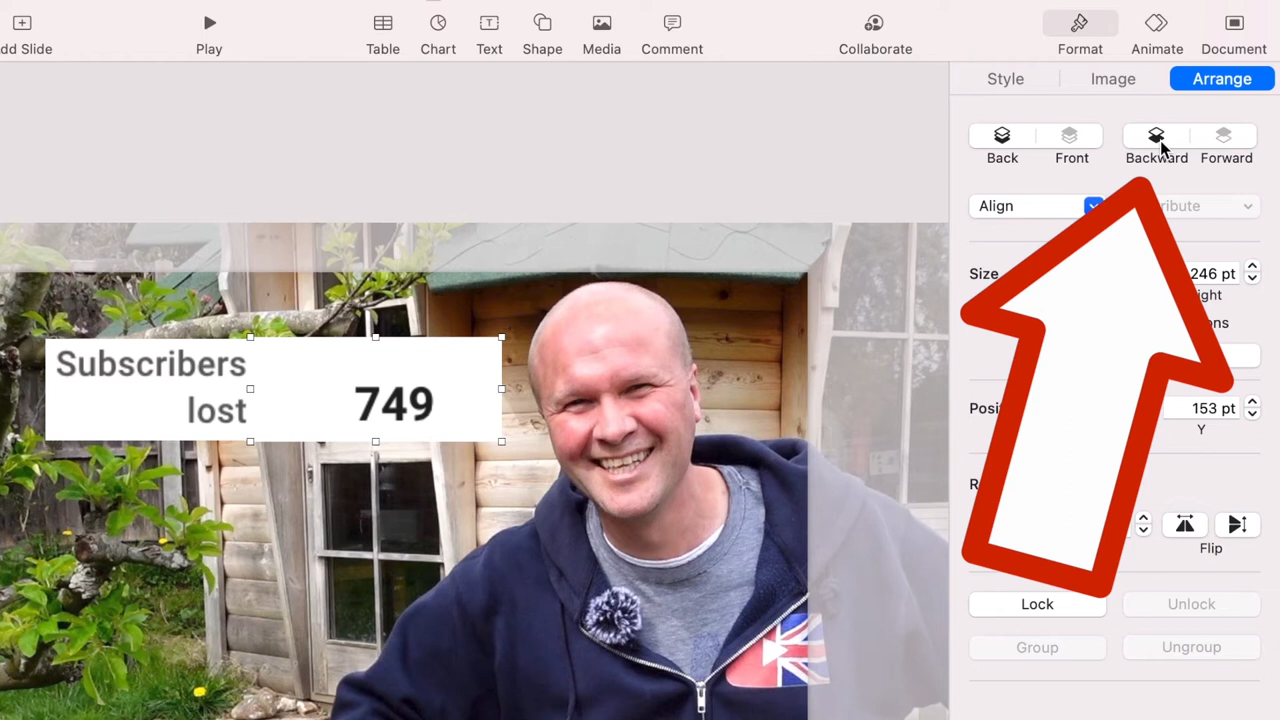 dd Slide
Play
Table
Chart
Text
Shape
Media
Comment
Collaborate
Format
Animate
Document
Style
Image
Arrange
Back
Front
Backward
Forward
Align
ribute
Size
246 pt
ight
ons
Posi
153 pt
Y
R
Flip
Lock
Unlock
Group
Ungroup
Subscribers
lost
749